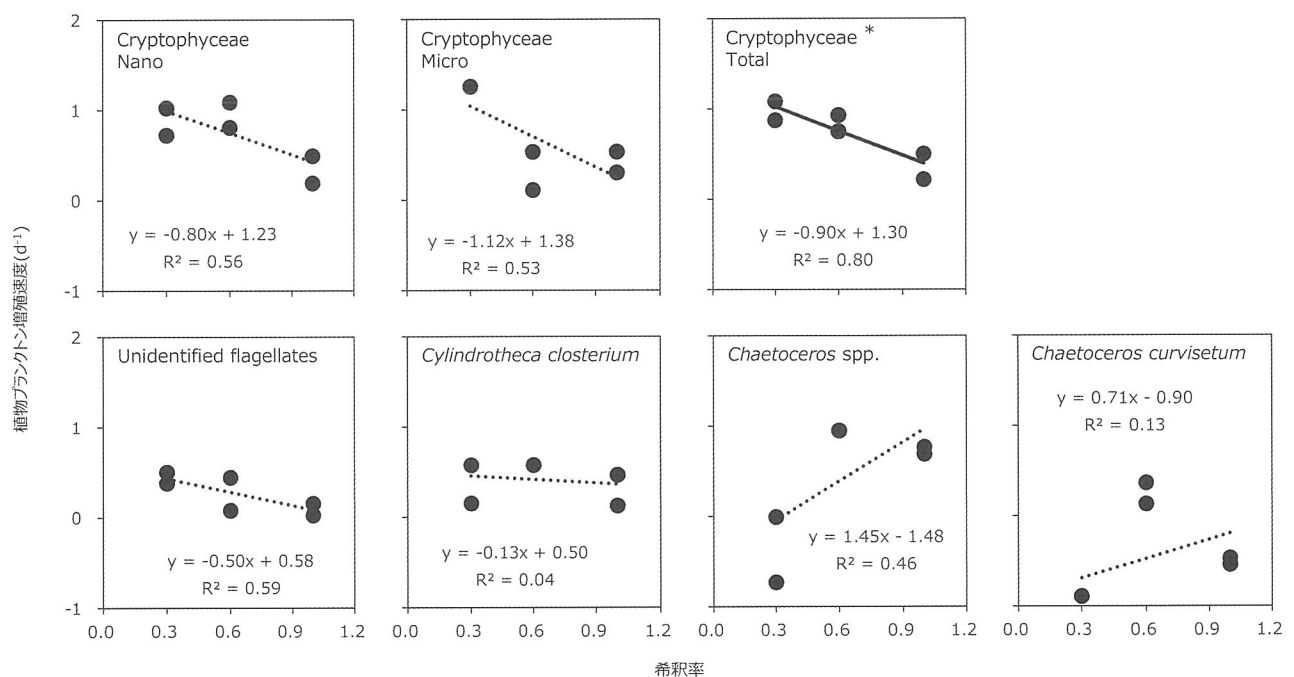 植物プランクトン増殖速度(d⁻¹)
2
1
0
-1
Cryptophyceae
Nano
y = -0.80x + 1.23
R² = 0.56
Cryptophyceae
Micro
y = -1.12x + 1.38
R² = 0.53
Cryptophyceae *
Total
y = -0.90x + 1.30
R² = 0.80
2
1
0
-1
Unidentified flagellates
y = -0.50x + 0.58
R² = 0.59
0.0 0.3 0.6 0.9 1.2
Cylindrotheca closterium
y = -0.13x + 0.50
R² = 0.04
0.0 0.3 0.6 0.9 1.2
Chaetoceros spp.
y = 1.45x - 1.48
R² = 0.46
0.0 0.3 0.6 0.9 1.2
Chaetoceros curvisetum
y = 0.71x - 0.90
R² = 0.13
0.0 0.3 0.6 0.9 1.2
希釈率